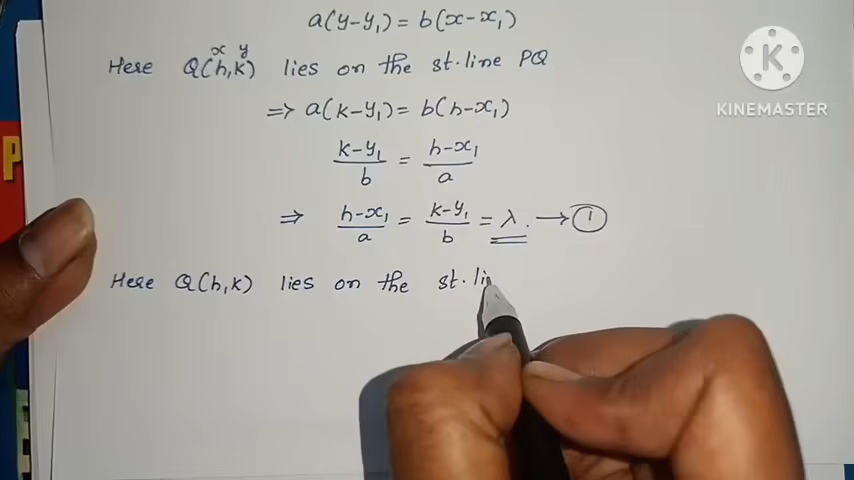 a(y-y₁) = b(x-x₁)
x y
Here Q(h,k) lies on the st.line PQ
⇒ a(k-y₁) = b(h-x₁)
k-y₁/b = h-x₁/a
⇒ h-x₁/a = k-y₁/b = λ. → ①
Here Q(h,k) lies on the st.lin
K
KINEMASTER
P